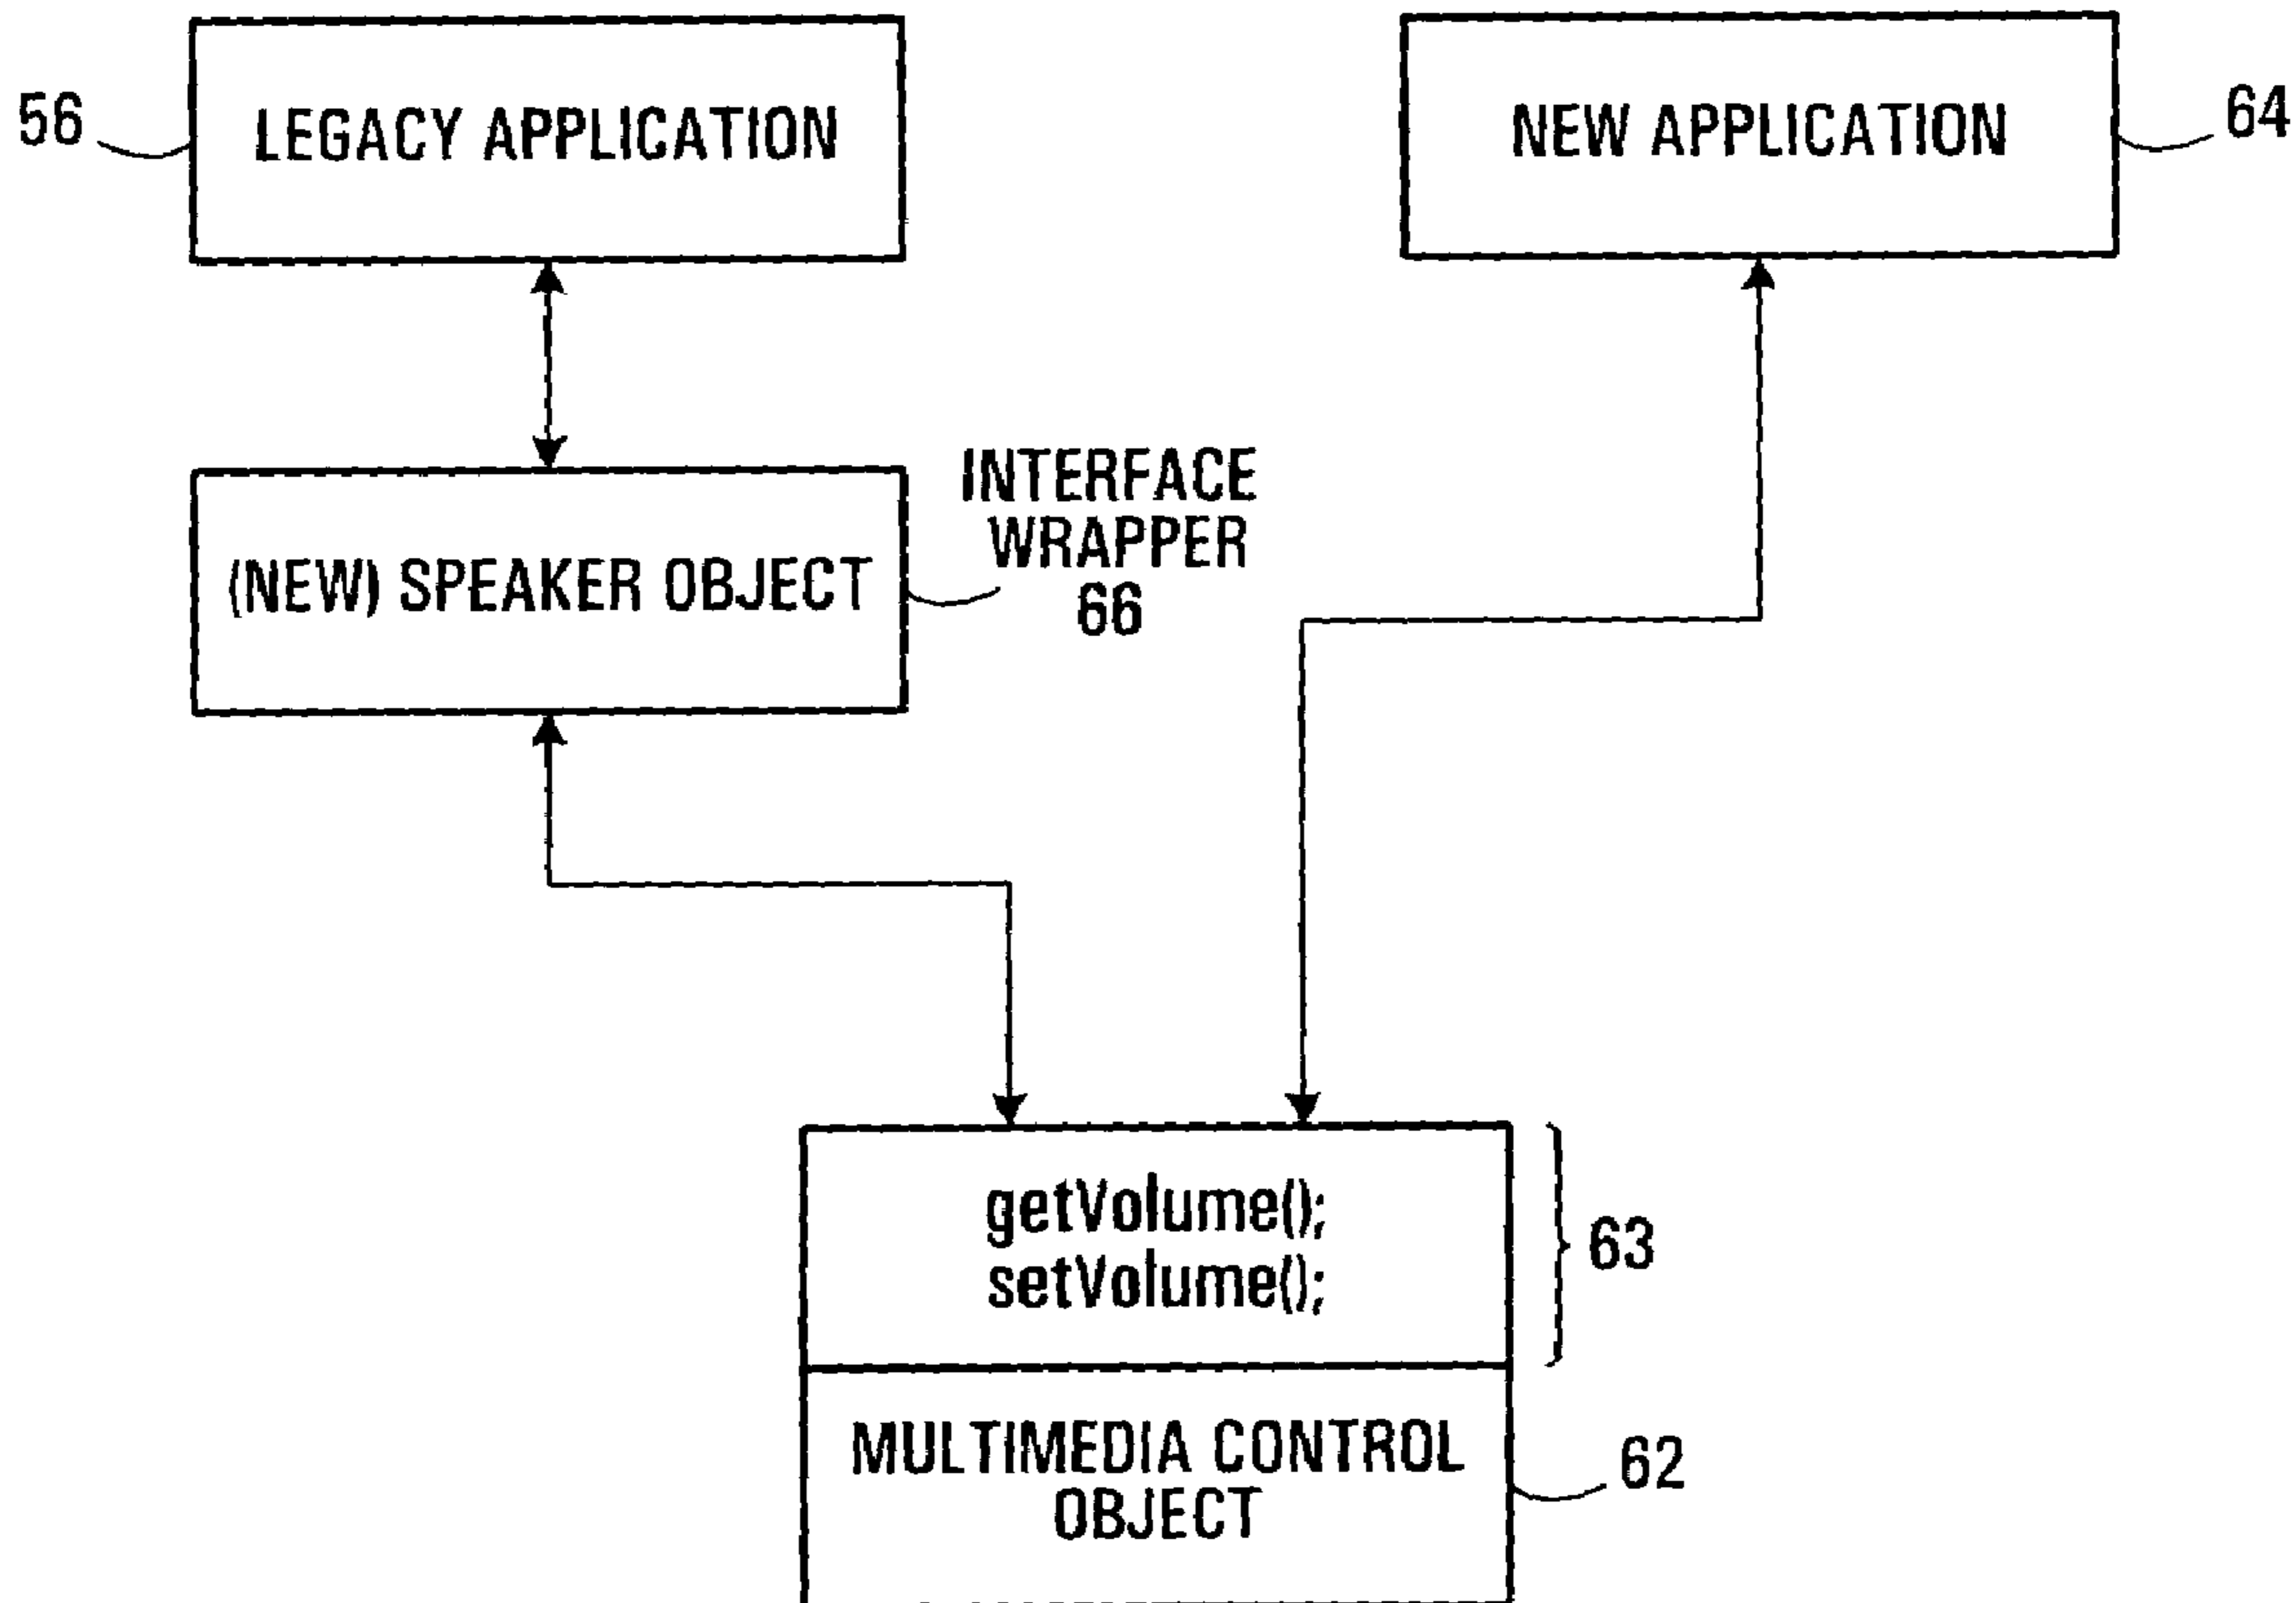 56
LEGACY APPLICATION
NEW APPLICATION
64
(NEW) SPEAKER OBJECT
INTERFACE
WRAPPER
66
getVolume();
setVolume();
63
MULTIMEDIA CONTROL
OBJECT
62